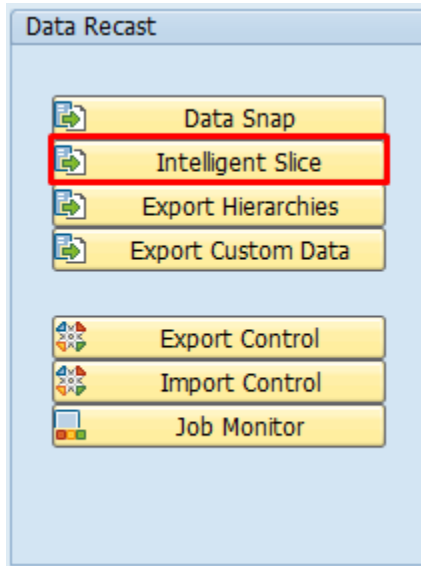 Data Recast
Data Snap
Intelligent Slice
Export Hierarchies
Export Custom Data
Export Control
Import Control
Job Monitor